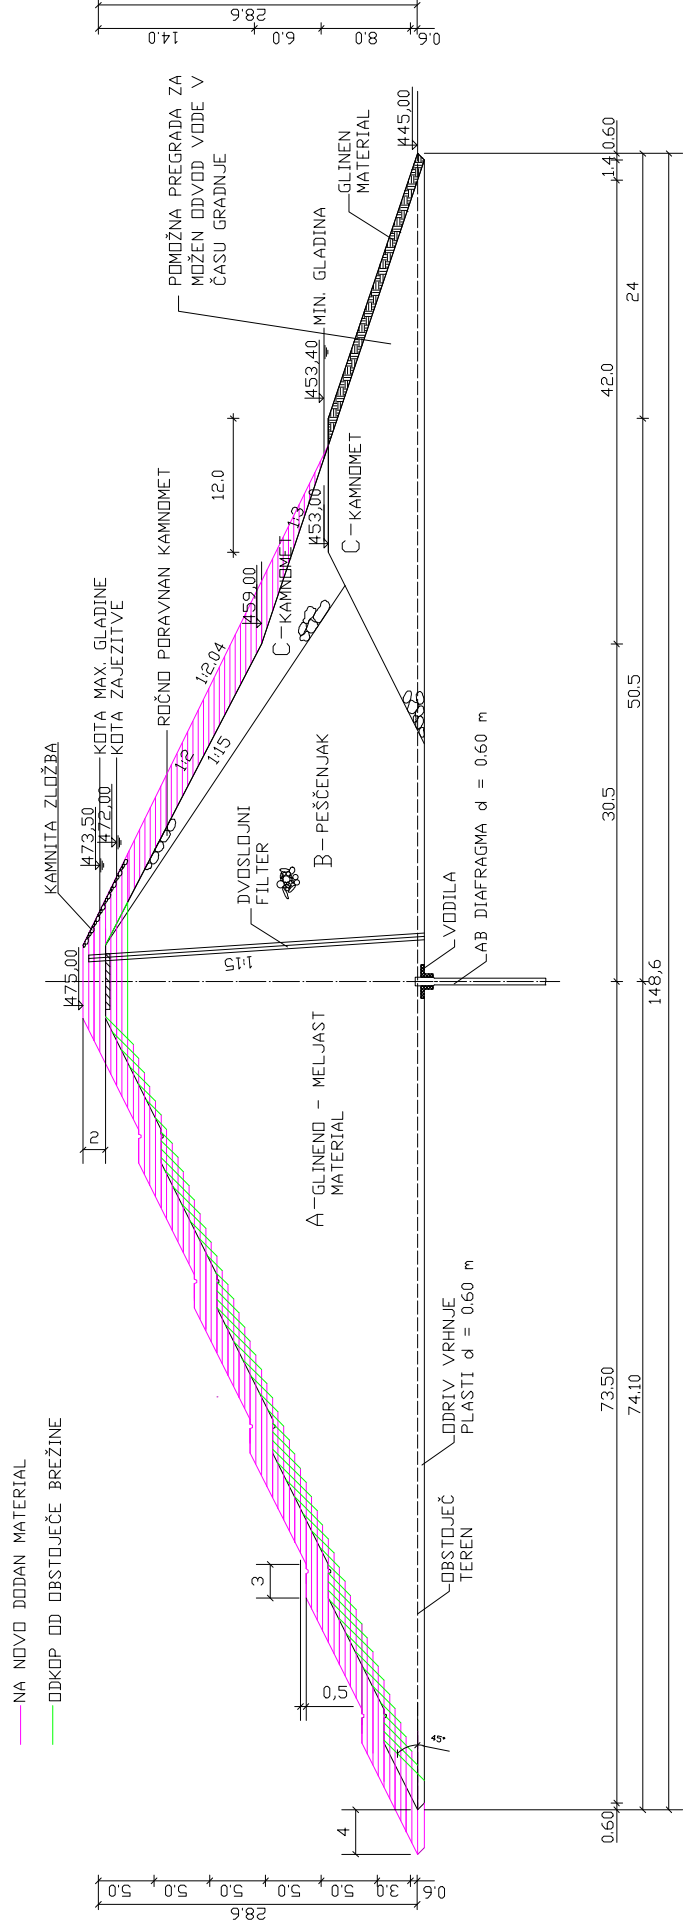 NA NOVO DODAN MATERIAL
ODKOP OD OBSTOJEČE BREŽINE
KAMNITA ZLOŽBA
KOTA MAX. GLADINE
KOTA ZAJEZITVE
473,50
472,00
475,00
ROČNO PORAVNAN KAMNOMET
POMOŽNA PREGRADA ZA
MOŽEN ODVOD VODE V
ČASU GRADNJE
MIN. GLADINA
453,40
GLINEN
MATERIAL
445,00
12.0
459,00
453,00
C-KAMNOMET
C-KAMNOMET
1:3
1:2.04
1:2
1:15
1:15
DVOSLOJNI
FILTER
B-PEŠČENJAK
A-GLINENO - MELJAST
MATERIAL
VODILA
AB DIAFRAGMA d = 0.60 m
ODRIV VRHNJE
PLASTI d = 0.60 m
OBSTOJEČ
TEREN
45°
2
3
0,5
4
28.6
5.0
5.0
5.0
5.0
5.0
3.0
0.6
28.6
14.0
6.0
8.0
0.6
0.60
73.50
30.5
42.0
1.4
0.60
74.10
50.5
24
148,6